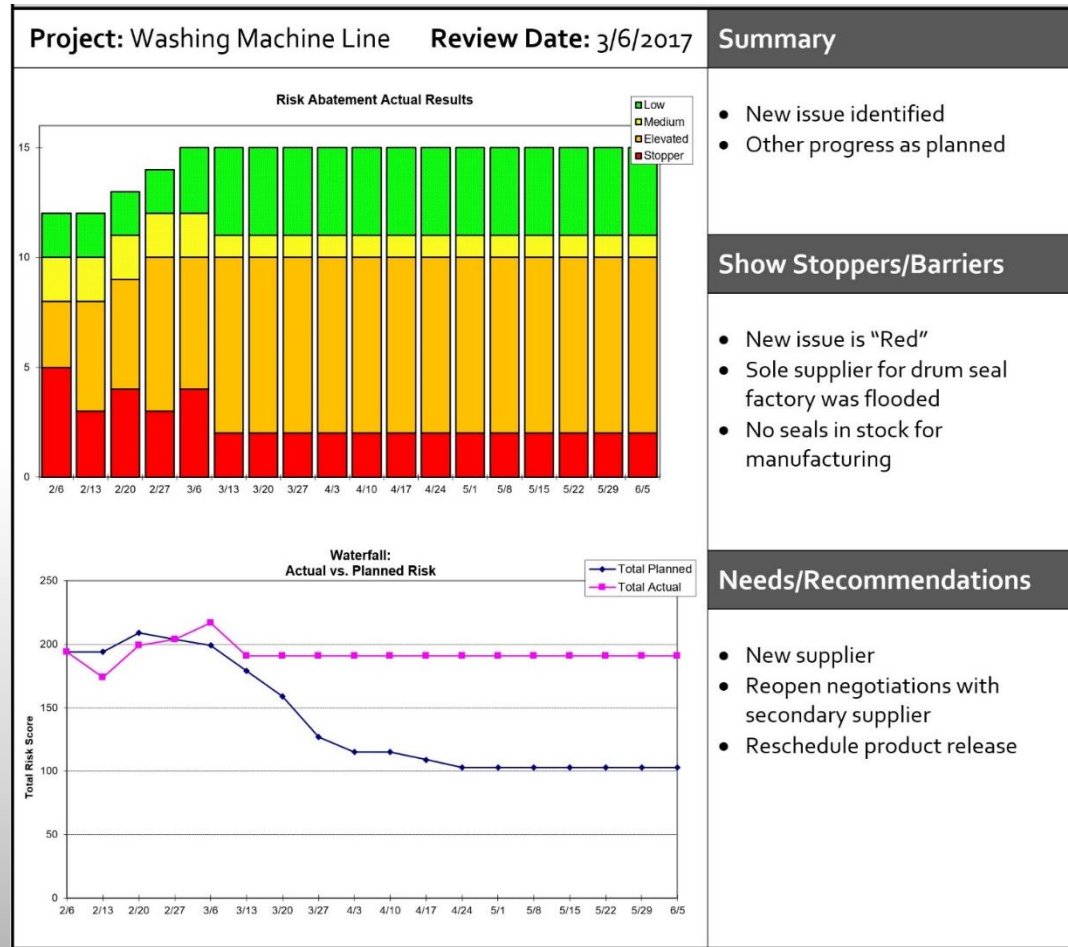 Project: Washing Machine Line Review Date: 3/6/2017
Risk Abatement Actual Results
Low
Medium
Elevated
Stopper
15
10
5
0
2/6 2/13 2/20 2/27 3/6 3/13 3/20 3/27 4/3 4/10 4/17 4/24 5/1 5/8 5/15 5/22 5/29 6/5
Waterfall:
Actual vs. Planned Risk
Total Planned
Total Actual
Total Risk Score
250
200
150
100
50
0
2/6 2/13 2/20 2/27 3/6 3/13 3/20 3/27 4/3 4/10 4/17 4/24 5/1 5/8 5/15 5/22 5/29 6/5
Summary
• New issue identified
• Other progress as planned
Show Stoppers/Barriers
• New issue is “Red”
• Sole supplier for drum seal
factory was flooded
• No seals in stock for
manufacturing
Needs/Recommendations
• New supplier
• Reopen negotiations with
secondary supplier
• Reschedule product release